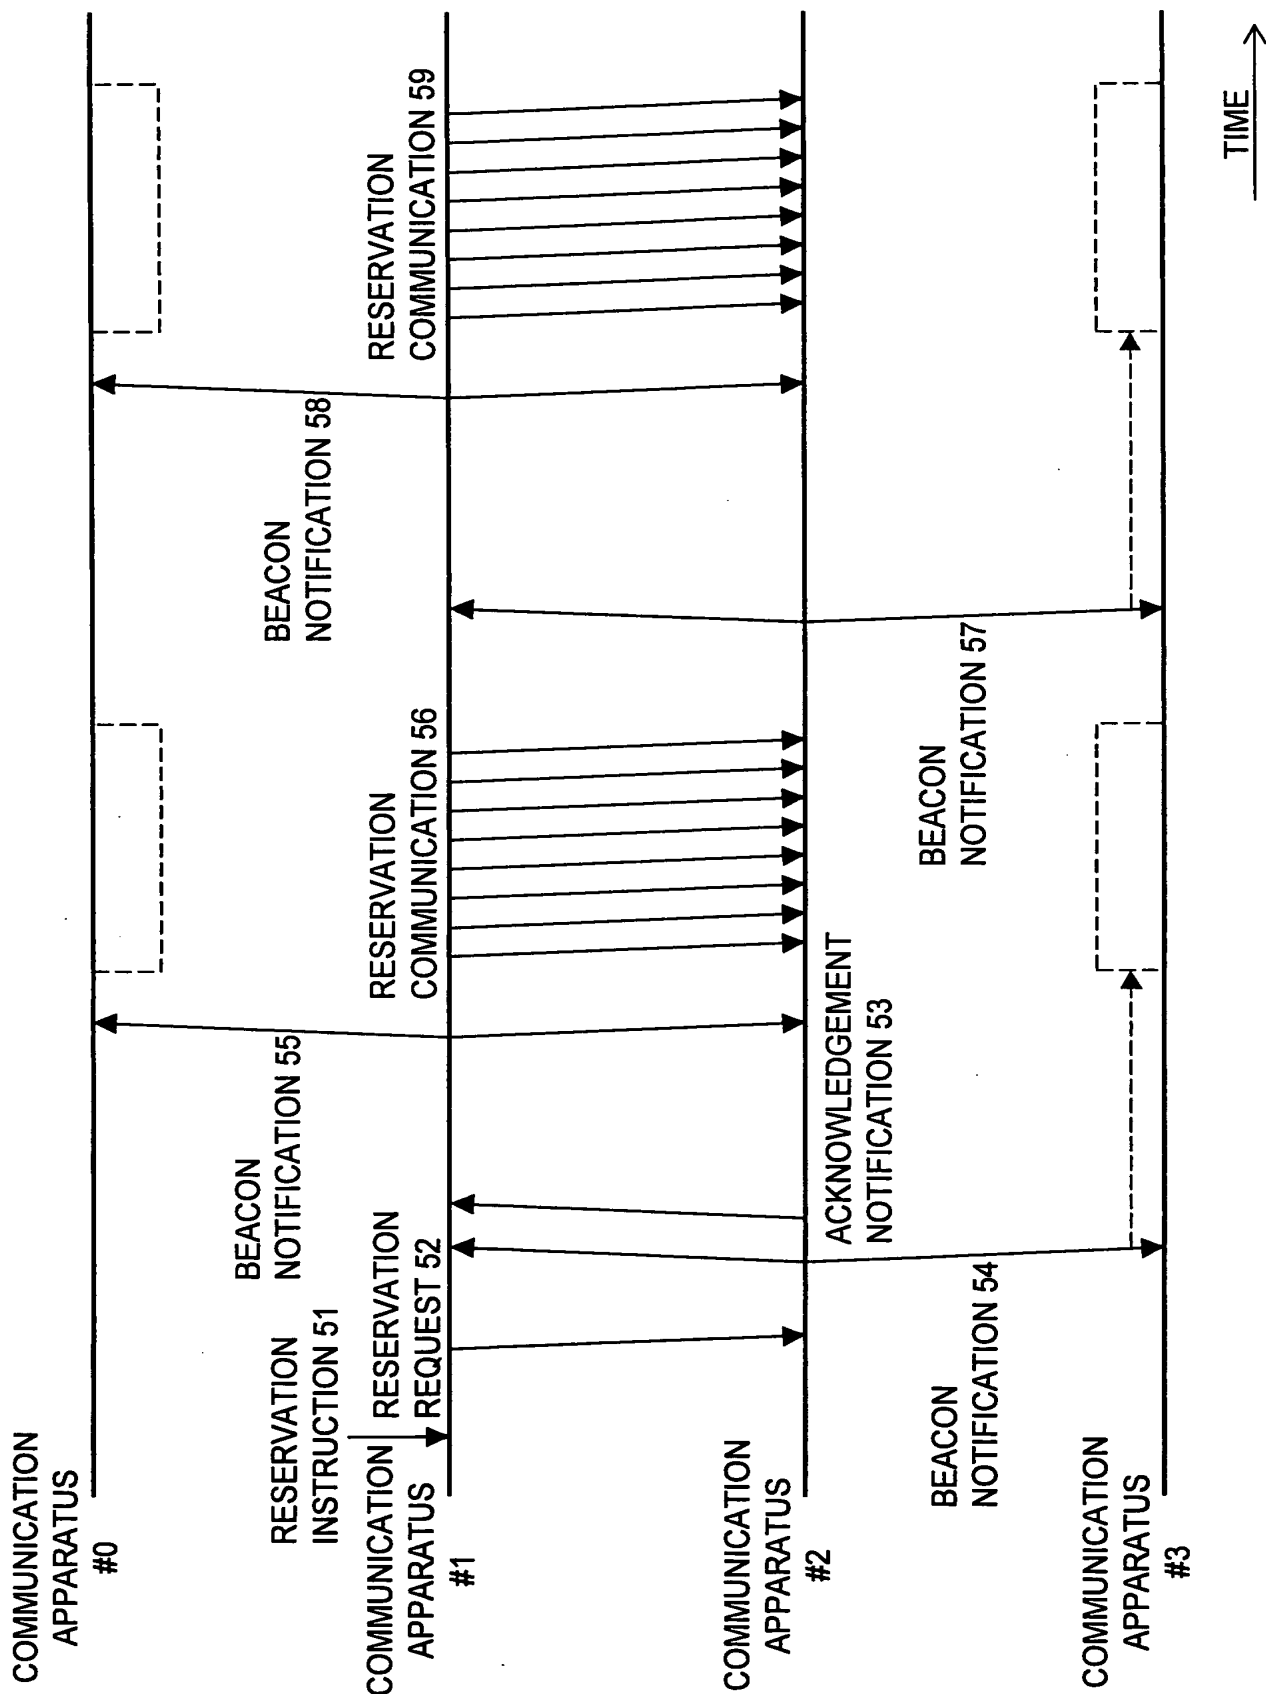 COMMUNICATION
APPARATUS
#0
RESERVATION
INSTRUCTION 51
COMMUNICATION
APPARATUS
#1
RESERVATION
REQUEST 52
BEACON
NOTIFICATION 55
RESERVATION
COMMUNICATION 56
BEACON
NOTIFICATION 58
RESERVATION
COMMUNICATION 59
COMMUNICATION
APPARATUS
#2
ACKNOWLEDGEMENT
NOTIFICATION 53
BEACON
NOTIFICATION 54
BEACON
NOTIFICATION 57
COMMUNICATION
APPARATUS
#3
TIME